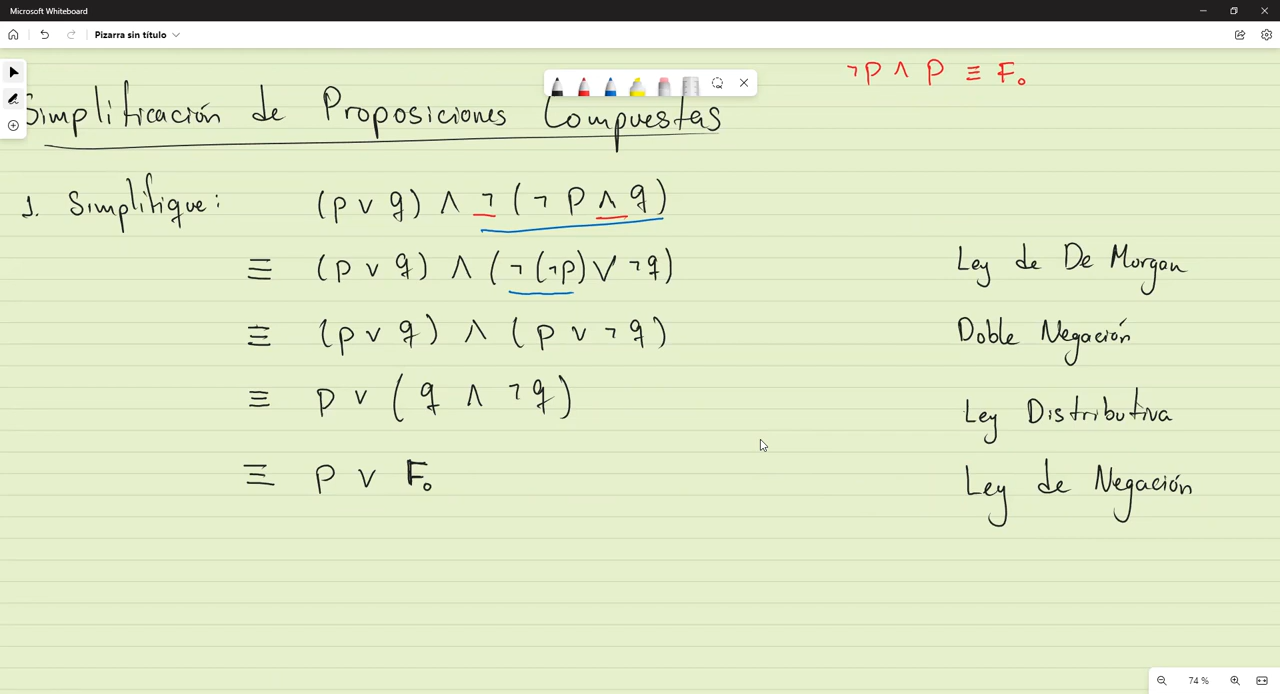 Microsoft Whiteboard
Pizarra sin título
¬P ∧ P ≡ F₀
Simplificación de Proposiciones Compuestas
1. Simplifique: (p ∨ q) ∧ ¬(¬p ∧ q)
≡ (p ∨ q) ∧ (¬(¬p) ∨ ¬q) Ley de De Morgan
≡ (p ∨ q) ∧ (p ∨ ¬q) Doble Negación
≡ p ∨ (q ∧ ¬q) Ley Distributiva
≡ p ∨ F₀ Ley de Negación
74 %